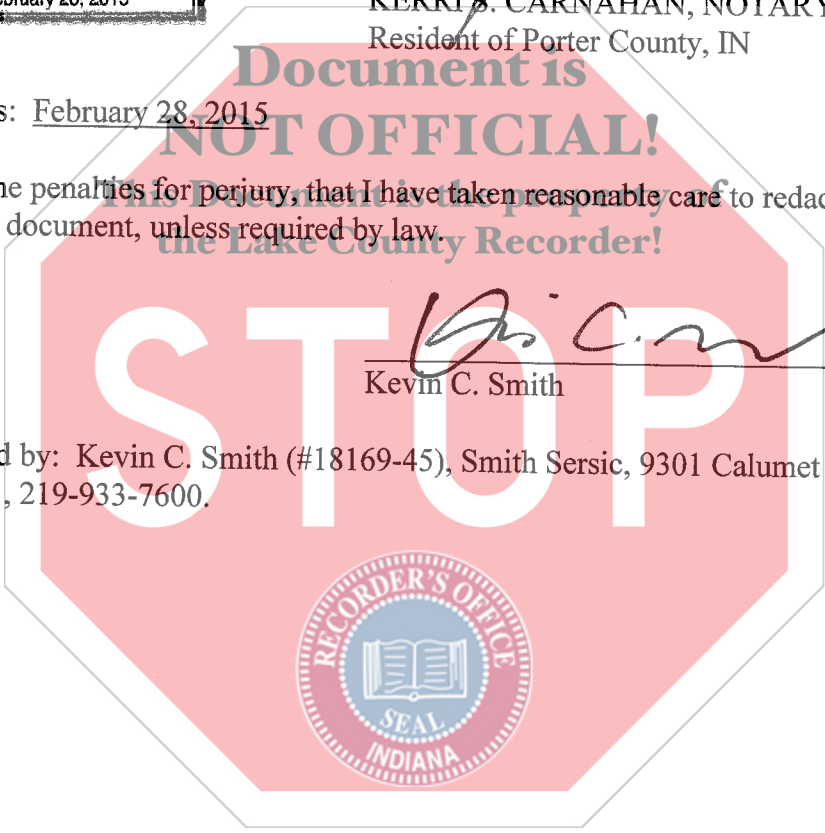 KERRI S. CARNAHAN, NOTARY
Resident of Porter County, IN
Document is
s: February 28, 2015
NOT OFFICIAL!
he penalties for perjury, that I have taken reasonable care to redac
This Document is the property of
document, unless required by law.
the Lake County Recorder!
STOP
Kevin C. Smith
d by: Kevin C. Smith (#18169-45), Smith Sersic, 9301 Calumet
, 219-933-7600.
RECORDER'S OFFICE
SEAL
INDIANA